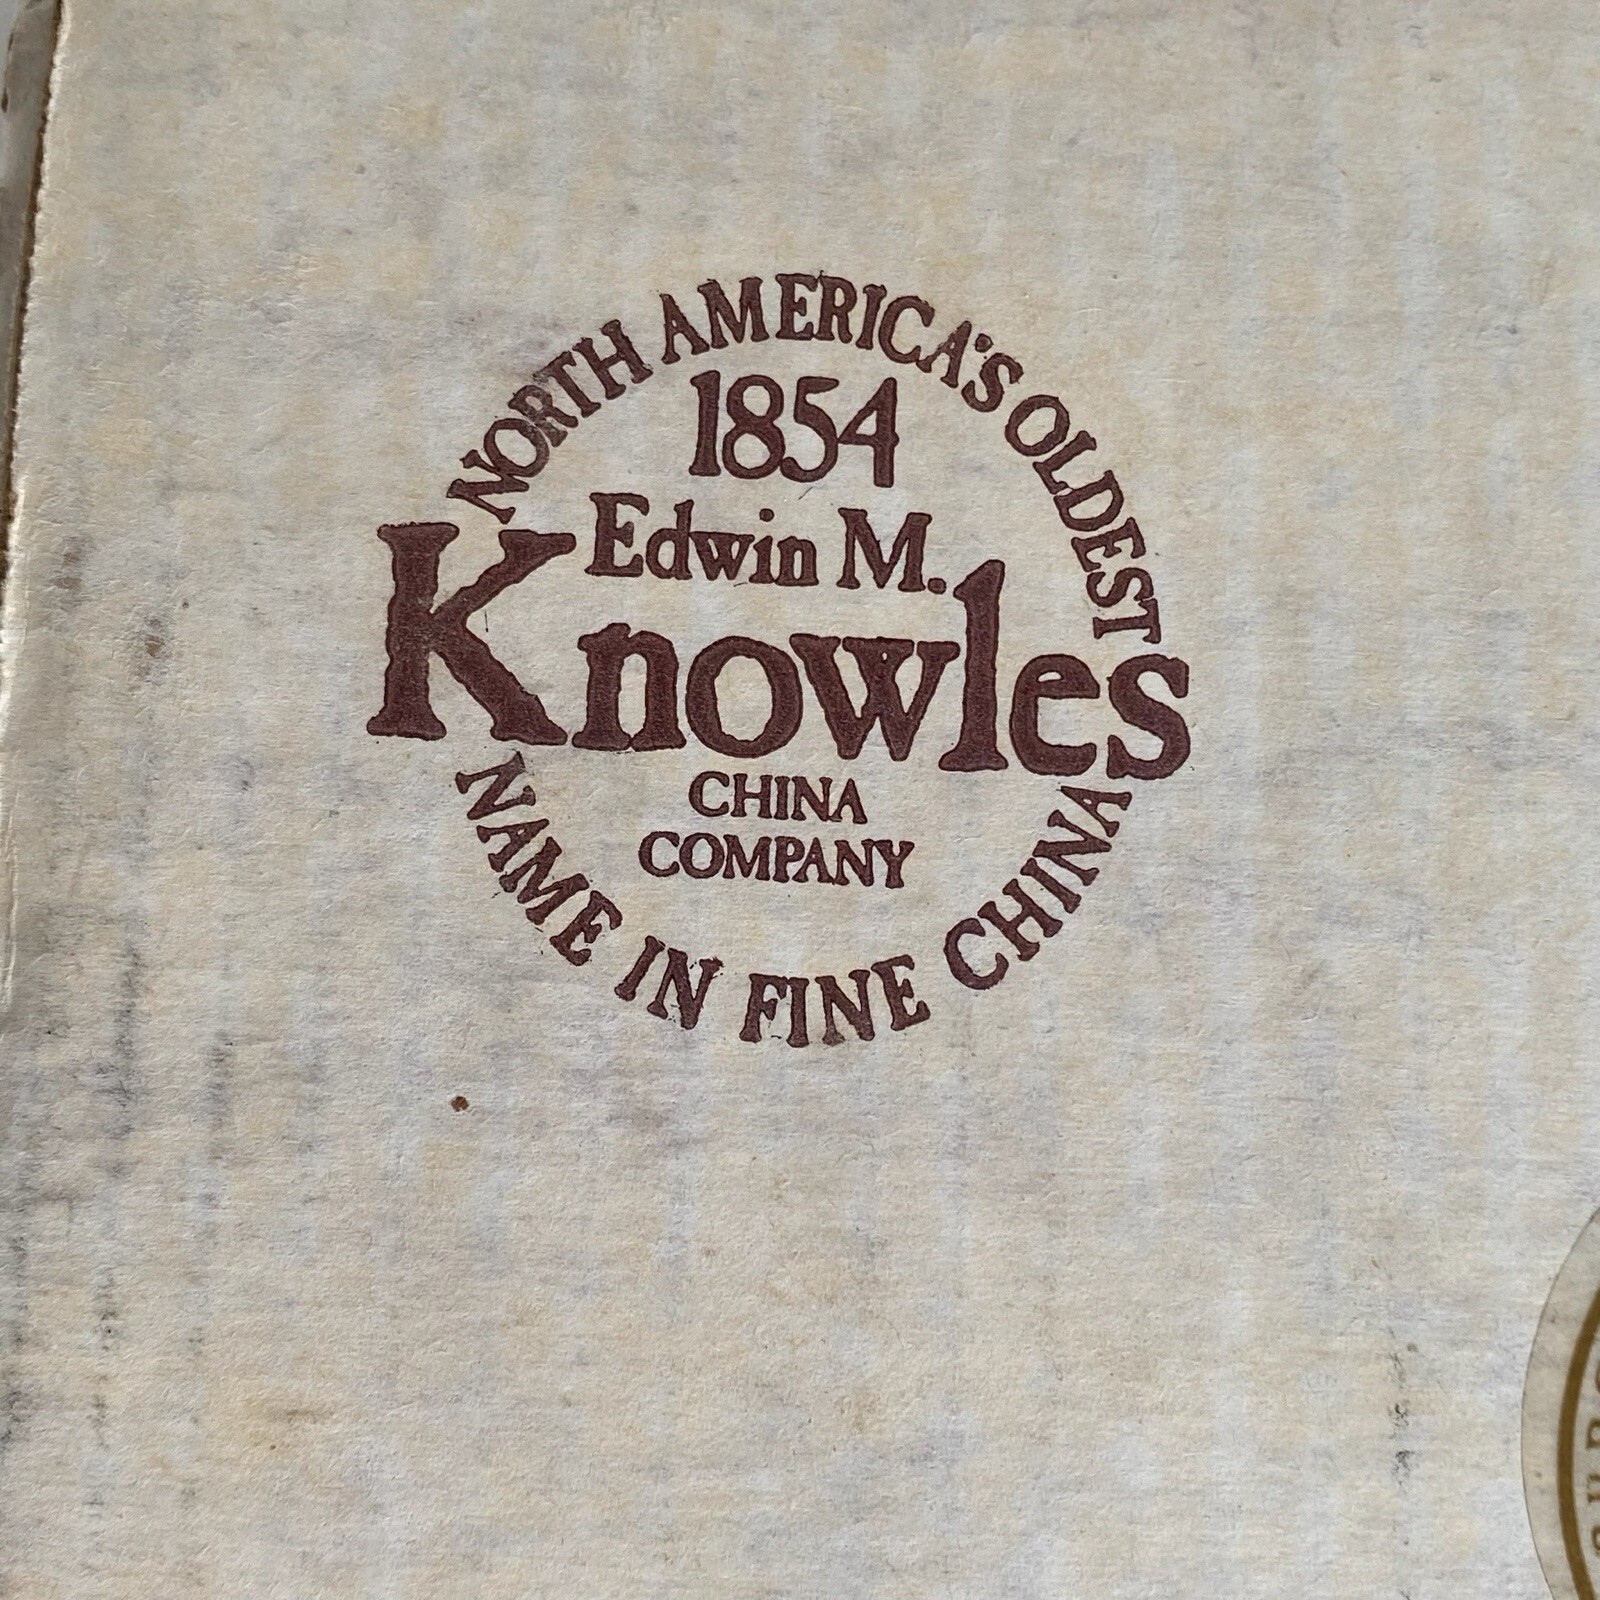 NORTH AMERICA'S OLDEST
1854
Edwin M.
Knowles
CHINA
COMPANY
NAME IN FINE CHINA